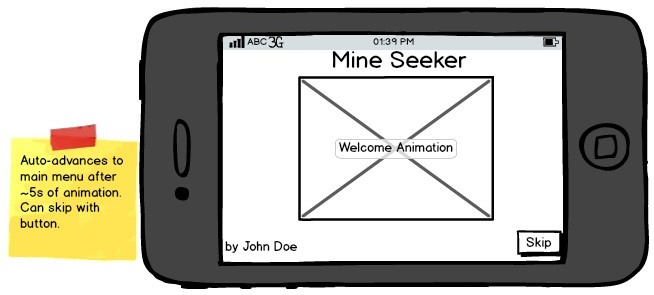 ABC 3G 01:39 PM
Mine Seeker
Welcome Animation
by John Doe
Skip
Auto-advances to
main menu after
~5s of animation.
Can skip with
button.